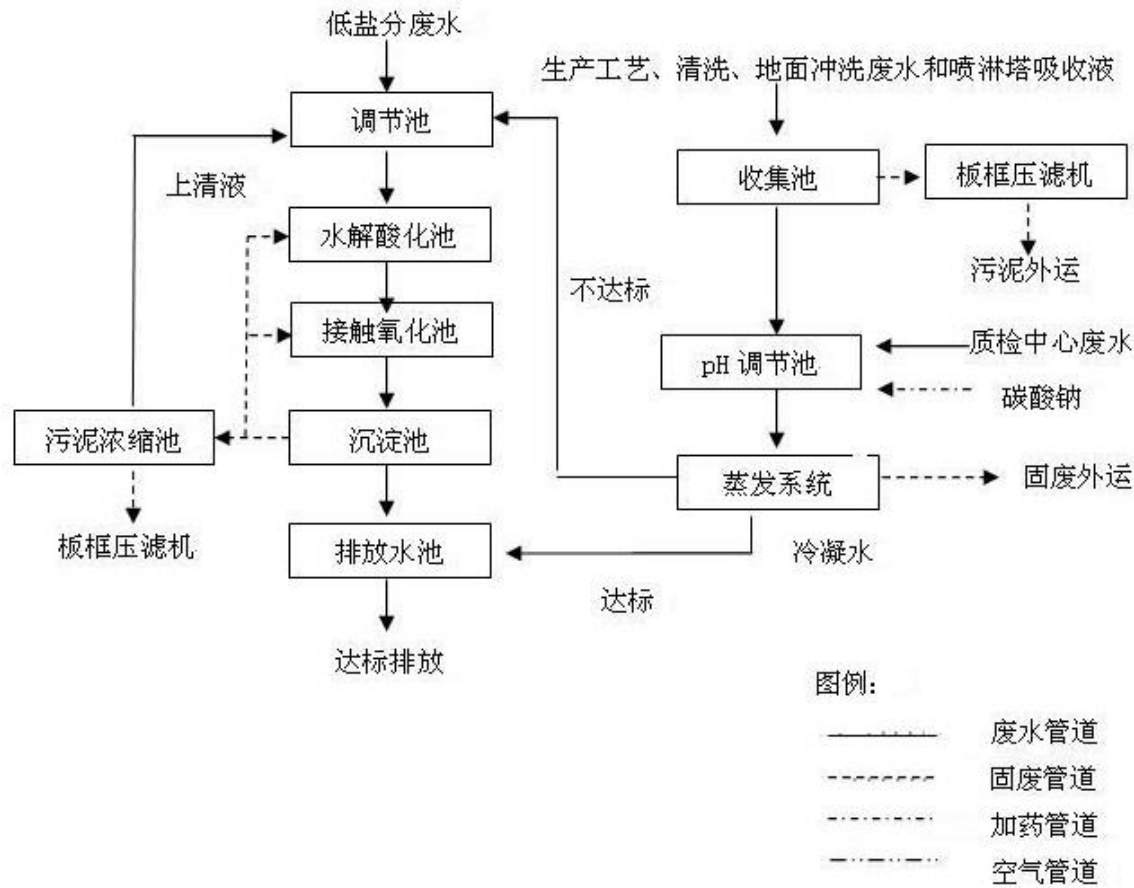 低盐分废水
生产工艺、清洗、地面冲洗废水和喷淋塔吸收液
调节池
收集池
板框压滤机
上清液
水解酸化池
污泥外运
不达标
接触氧化池
质检中心废水
pH 调节池
碳酸钠
污泥浓缩池
沉淀池
蒸发系统
固废外运
板框压滤机
排放水池
冷凝水
达标
达标排放
图例：
废水管道
固废管道
加药管道
空气管道